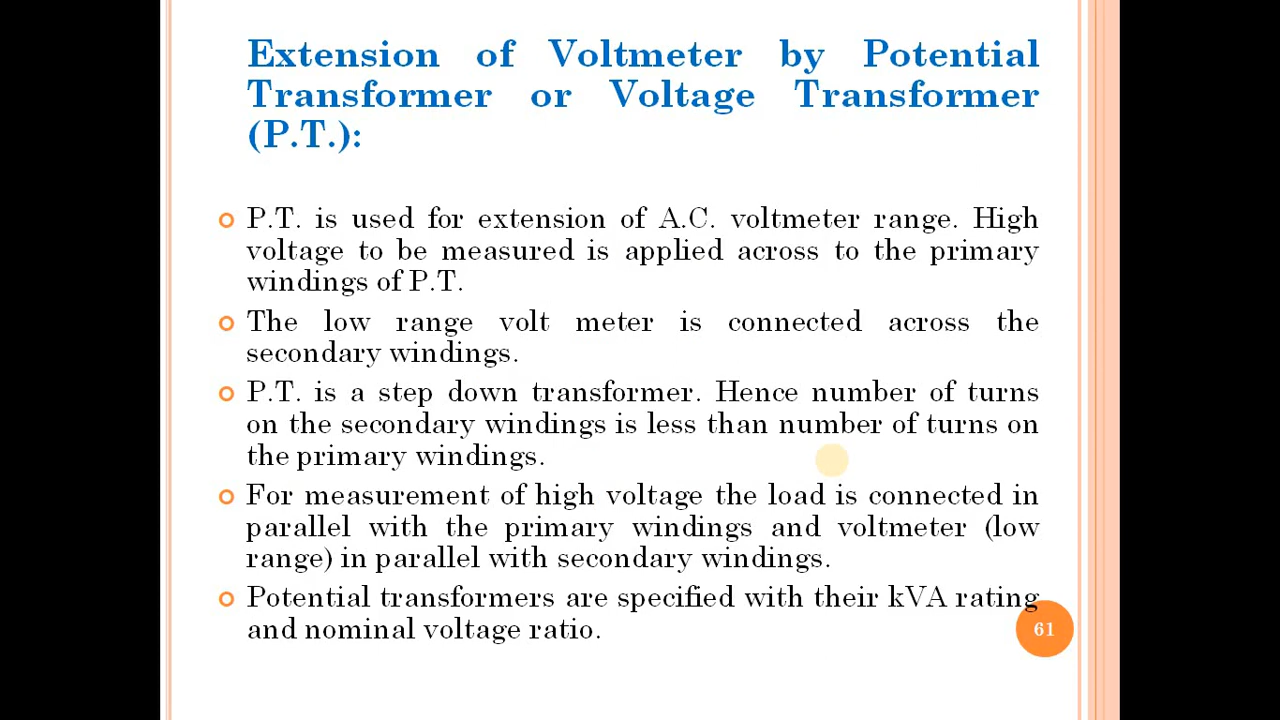 Extension of Voltmeter by Potential
Transformer or Voltage Transformer
(P.T.):
P.T. is used for extension of A.C. voltmeter range. High
voltage to be measured is applied across to the primary
windings of P.T.
The low range volt meter is connected across the
secondary windings.
P.T. is a step down transformer. Hence number of turns
on the secondary windings is less than number of turns on
the primary windings.
For measurement of high voltage the load is connected in
parallel with the primary windings and voltmeter (low
range) in parallel with secondary windings.
Potential transformers are specified with their kVA rating
and nominal voltage ratio.
61